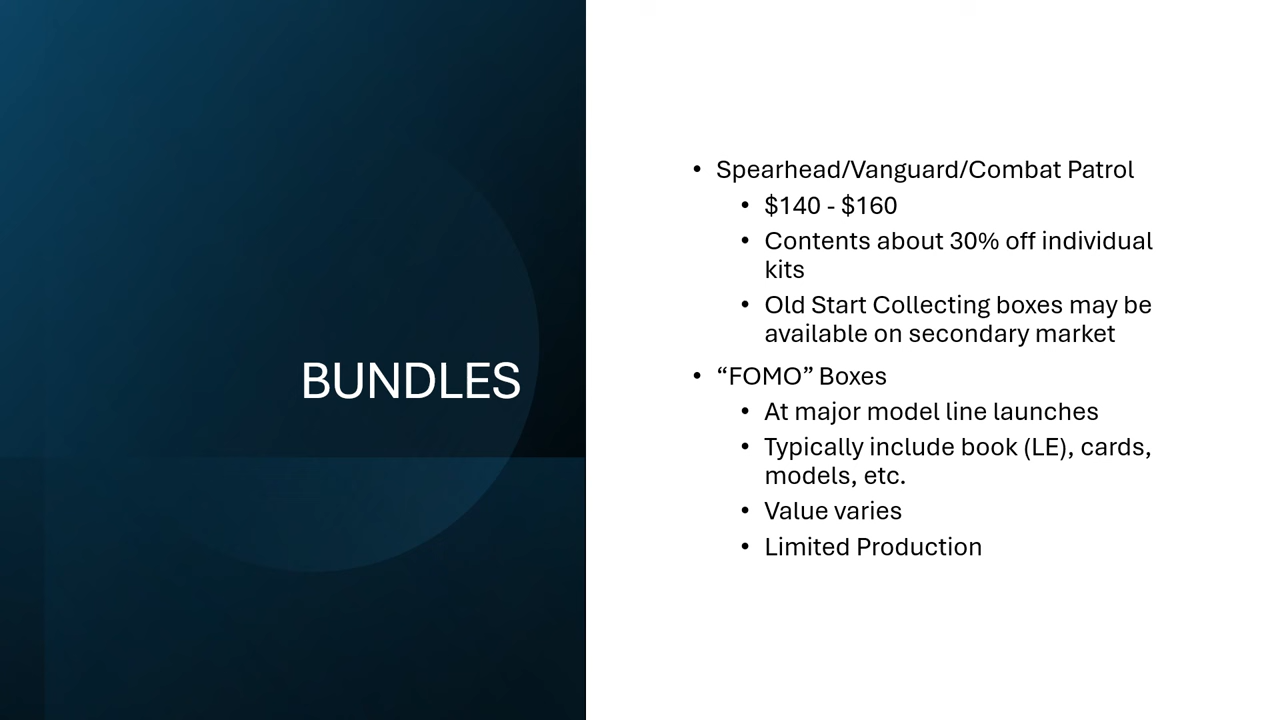 BUNDLES
• Spearhead/Vanguard/Combat Patrol
• $140 - $160
• Contents about 30% off individual
kits
• Old Start Collecting boxes may be
available on secondary market
• “FOMO” Boxes
• At major model line launches
• Typically include book (LE), cards,
models, etc.
• Value varies
• Limited Production